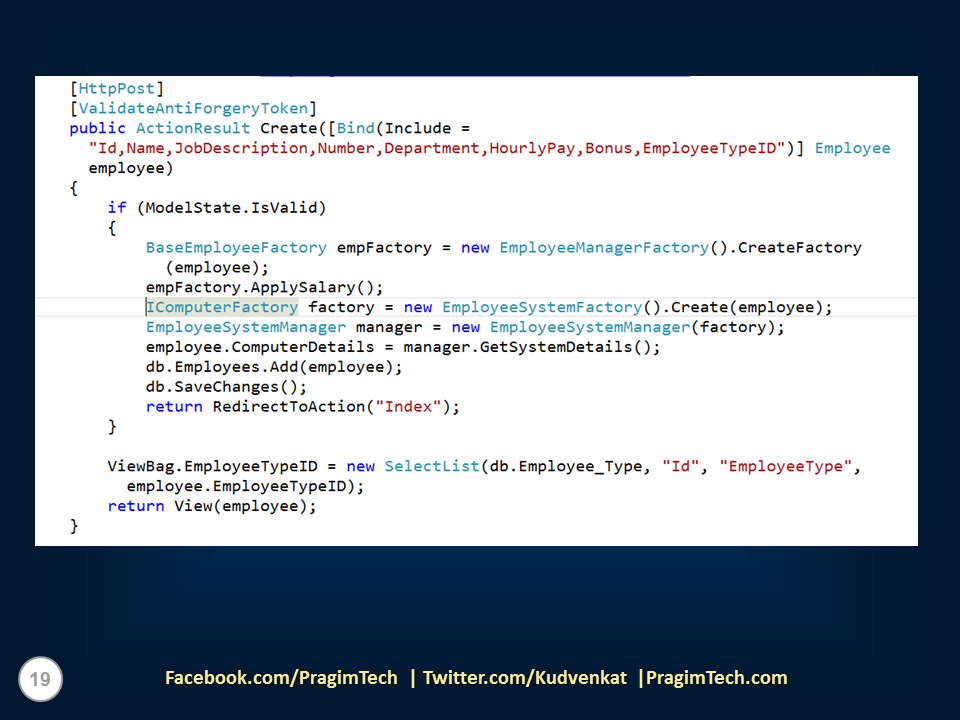 [HttpPost]
[ValidateAntiForgeryToken]
public ActionResult Create([Bind(Include =
"Id,Name,JobDescription,Number,Department,HourlyPay,Bonus,EmployeeTypeID")] Employee
employee)
{
if (ModelState.IsValid)
{
BaseEmployeeFactory empFactory = new EmployeeManagerFactory().CreateFactory
(employee);
empFactory.ApplySalary();
IComputerFactory factory = new EmployeeSystemFactory().Create(employee);
EmployeeSystemManager manager = new EmployeeSystemManager(factory);
employee.ComputerDetails = manager.GetSystemDetails();
db.Employees.Add(employee);
db.SaveChanges();
return RedirectToAction("Index");
}
ViewBag.EmployeeTypeID = new SelectList(db.Employee_Type, "Id", "EmployeeType",
employee.EmployeeTypeID);
return View(employee);
}
19
Facebook.com/PragimTech | Twitter.com/Kudvenkat |PragimTech.com